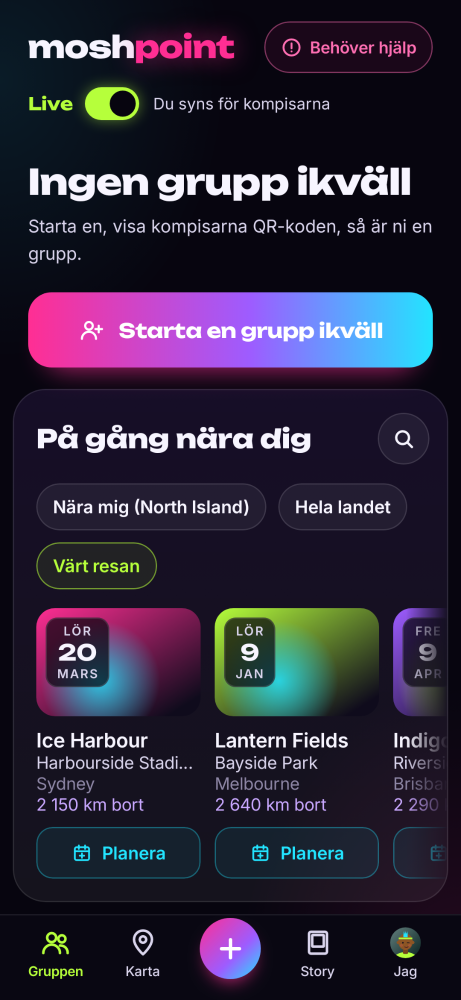 moshpoint
Behöver hjälp
Live
Du syns för kompisarna
Ingen grupp ikväll
Starta en, visa kompisarna QR-koden, så är ni en
grupp.
Starta en grupp ikväll
På gång nära dig
Nära mig (North Island)
Hela landet
Värt resan
LÖR
20
MARS
LÖR
9
JAN
FRE
9
APR
Ice Harbour
Lantern Fields
Harbourside Stadi...
Bayside Park
Sydney
Melbourne
2 150 km bort
2 640 km bort
2 290
Planera
Planera
Gruppen
Karta
Story
Jag